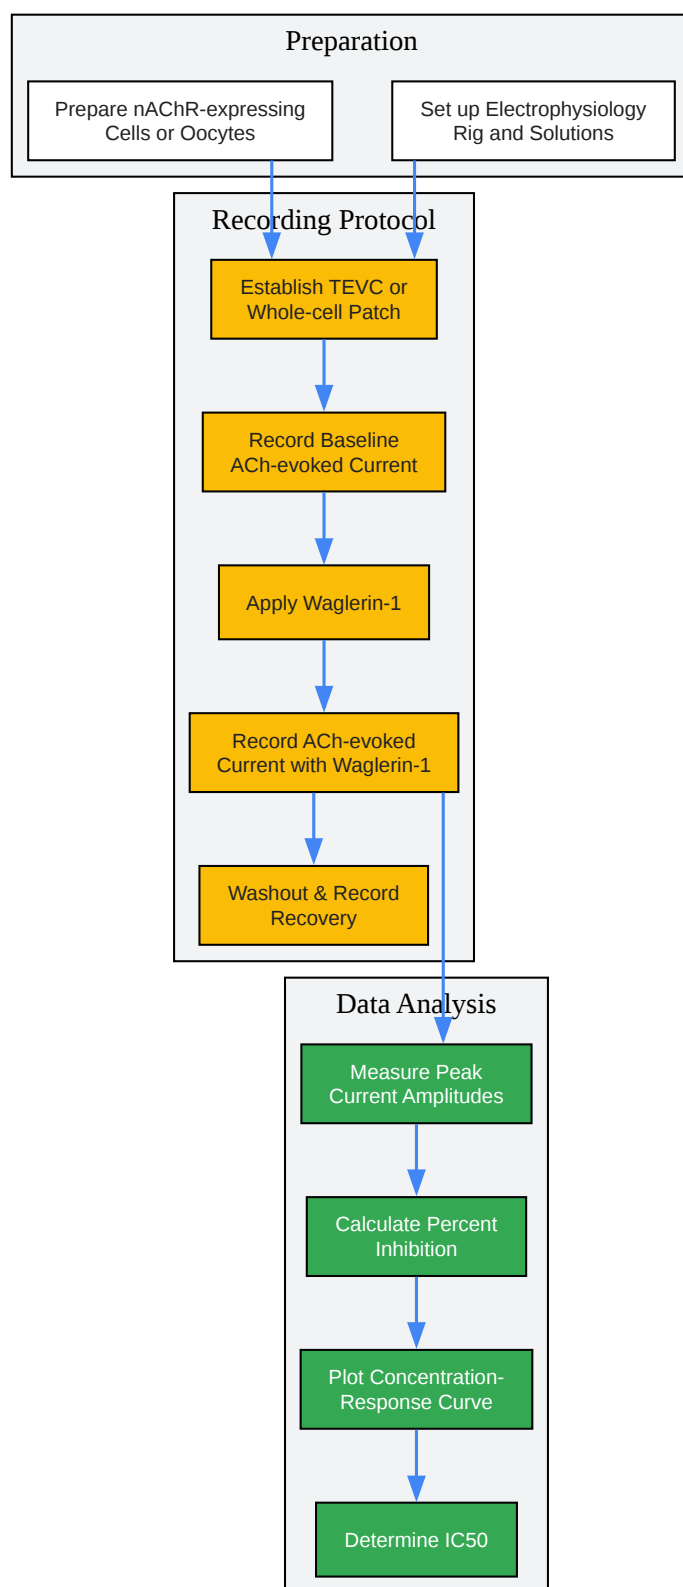 Preparation
Prepare nAChR-expressing
Cells or Oocytes
Set up Electrophysiology
Rig and Solutions
Recording Protocol
Establish TEVC or
Whole-cell Patch
Record Baseline
ACh-evoked Current
Apply Waglerin-1
Record ACh-evoked
Current with Waglerin-1
Washout & Record
Recovery
Data Analysis
Measure Peak
Current Amplitudes
Calculate Percent
Inhibition
Plot Concentration-
Response Curve
Determine IC50